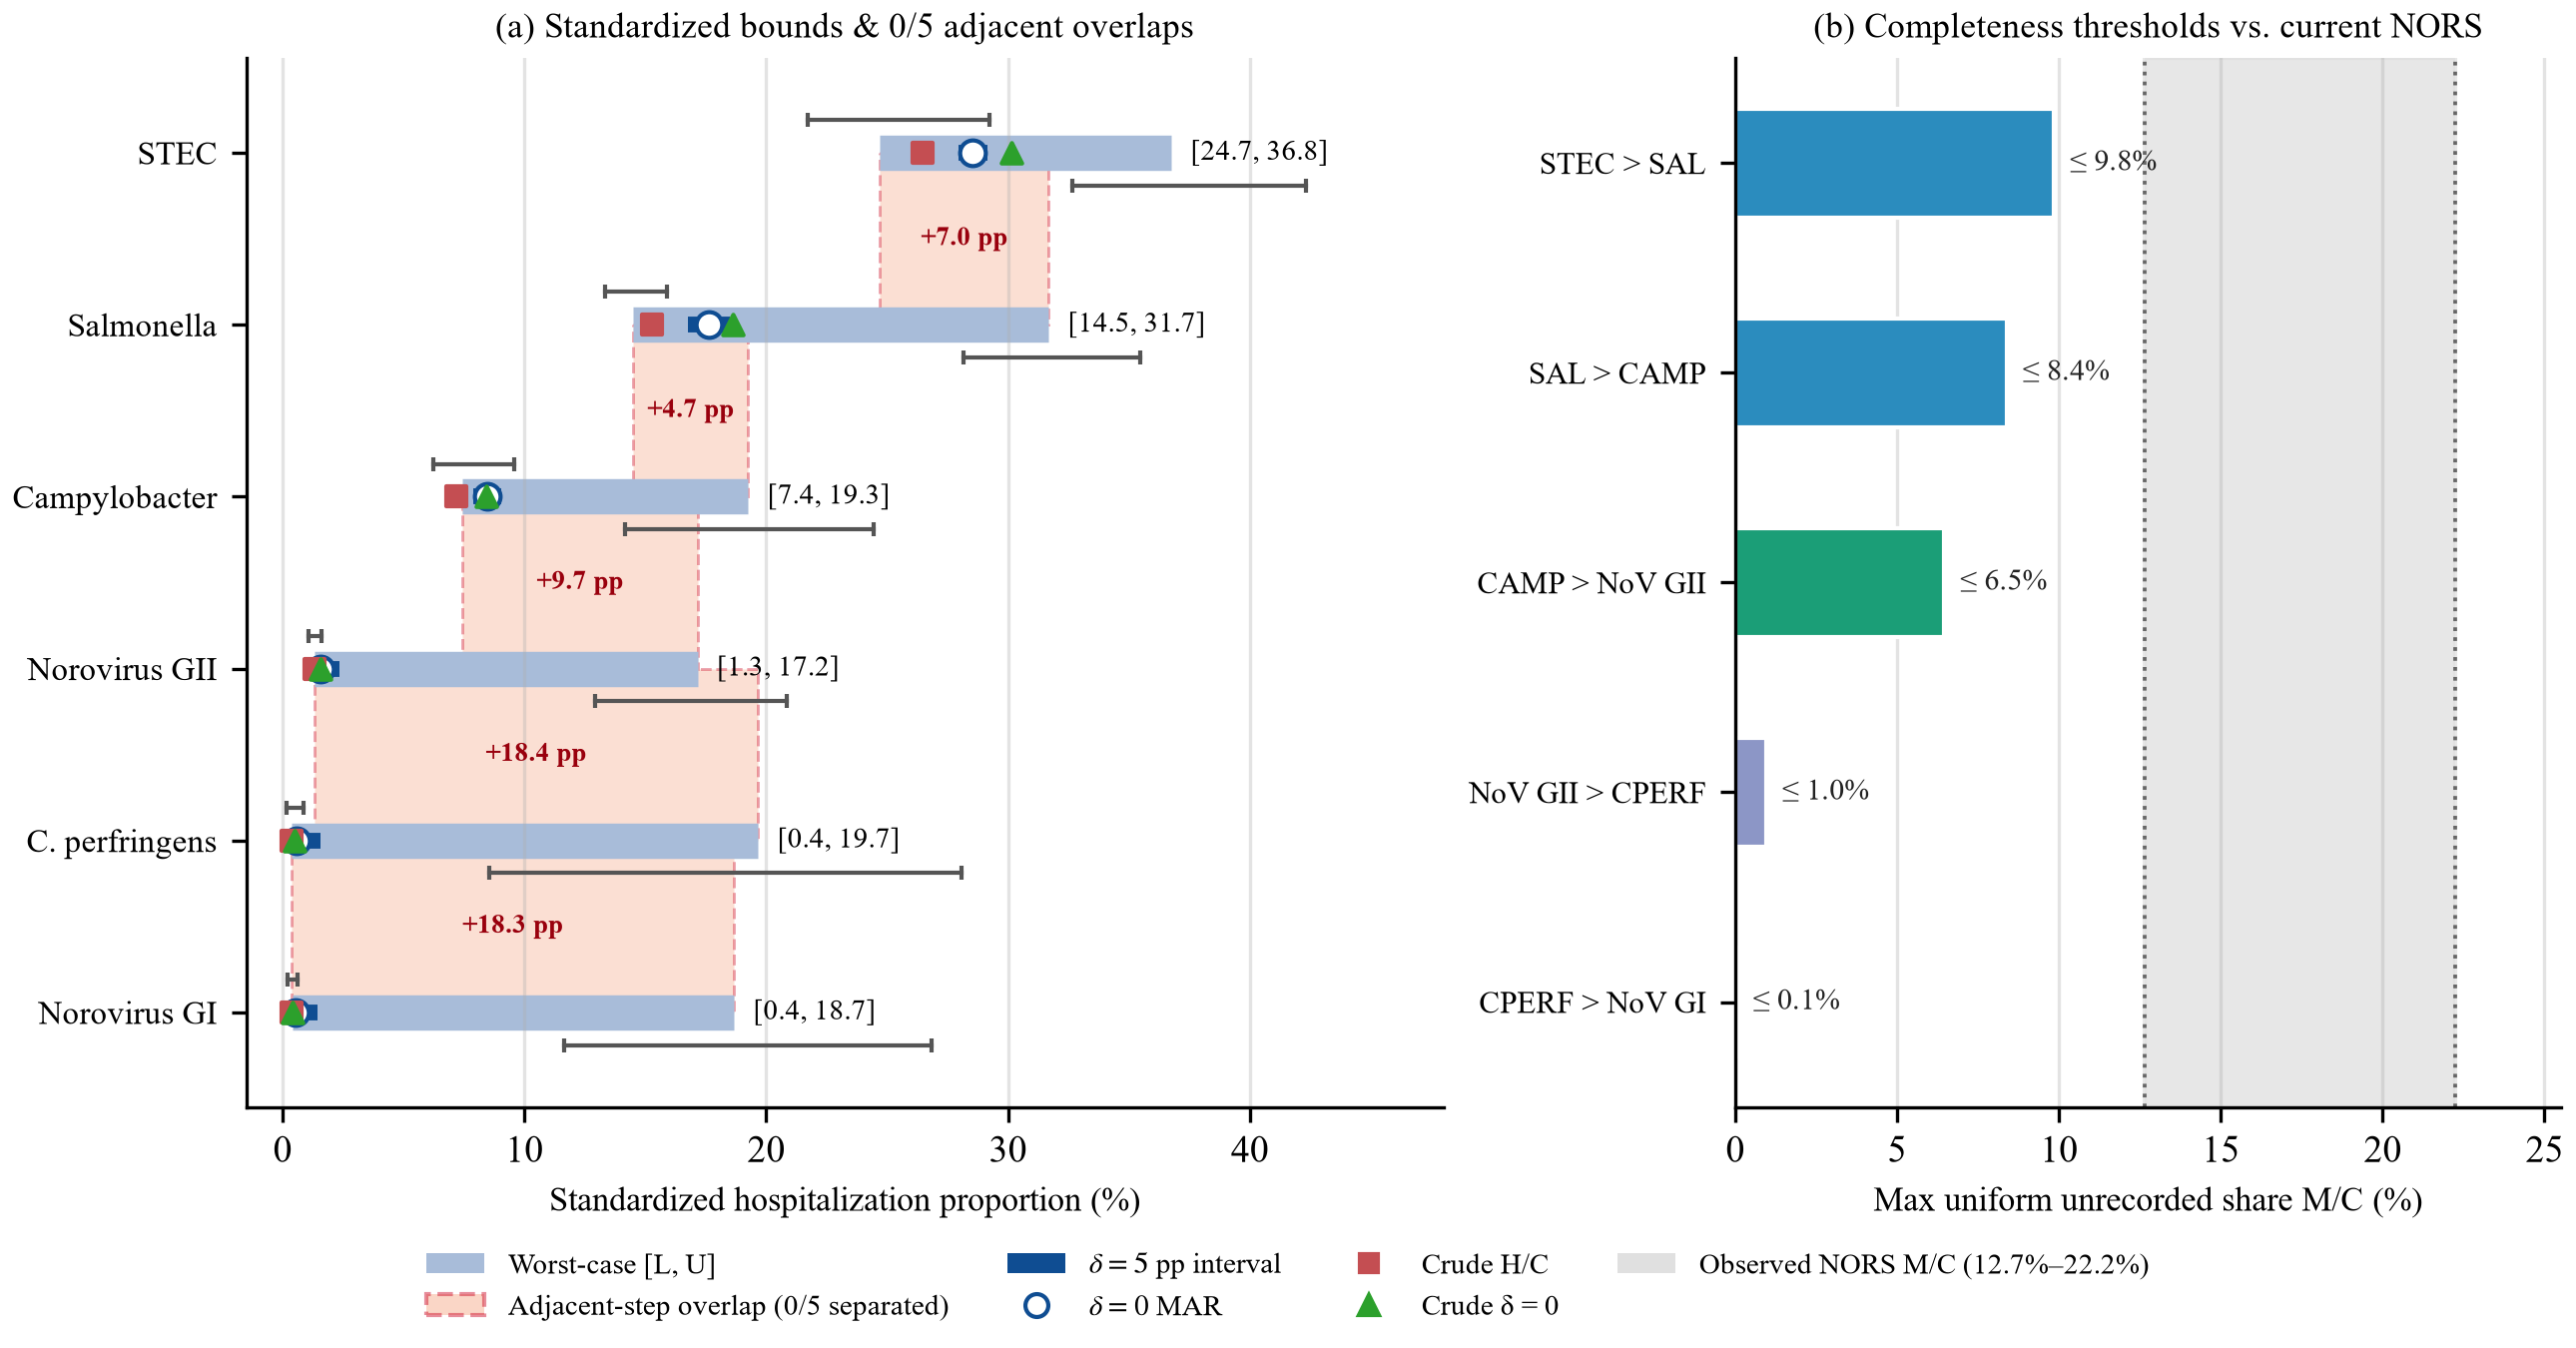 (a) Standardized bounds & 0/5 adjacent overlaps
STEC
[24.7, 36.8]
+7.0 pp
Salmonella
[14.5, 31.7]
+4.7 pp
Campylobacter
[7.4, 19.3]
+9.7 pp
Norovirus GII
[1.3, 17.2]
+18.4 pp
C. perfringens
[0.4, 19.7]
+18.3 pp
Norovirus GI
[0.4, 18.7]
0 10 20 30 40
Standardized hospitalization proportion (%)
(b) Completeness thresholds vs. current NORS
STEC > SAL
≤ 9.8%
SAL > CAMP
≤ 8.4%
CAMP > NoV GII
≤ 6.5%
NoV GII > CPERF
≤ 1.0%
CPERF > NoV GI
≤ 0.1%
0 5 10 15 20 25
Max uniform unrecorded share M/C (%)
Worst-case [L, U]
Adjacent-step overlap (0/5 separated)
δ = 5 pp interval
δ = 0 MAR
Crude H/C
Crude δ = 0
Observed NORS M/C (12.7%–22.2%)